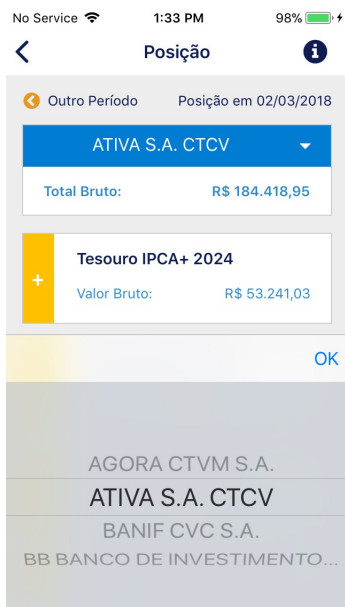 No Service 1:33 PM 98%
Posição
Outro Período Posição em 02/03/2018
ATIVA S.A. CTCV
Total Bruto: R$ 184.418,95
Tesouro IPCA+ 2024
+
Valor Bruto: R$ 53.241,03
OK
AGORA CTVM S.A.
ATIVA S.A. CTCV
BANIF CVC S.A.
BB BANCO DE INVESTIMENTO...